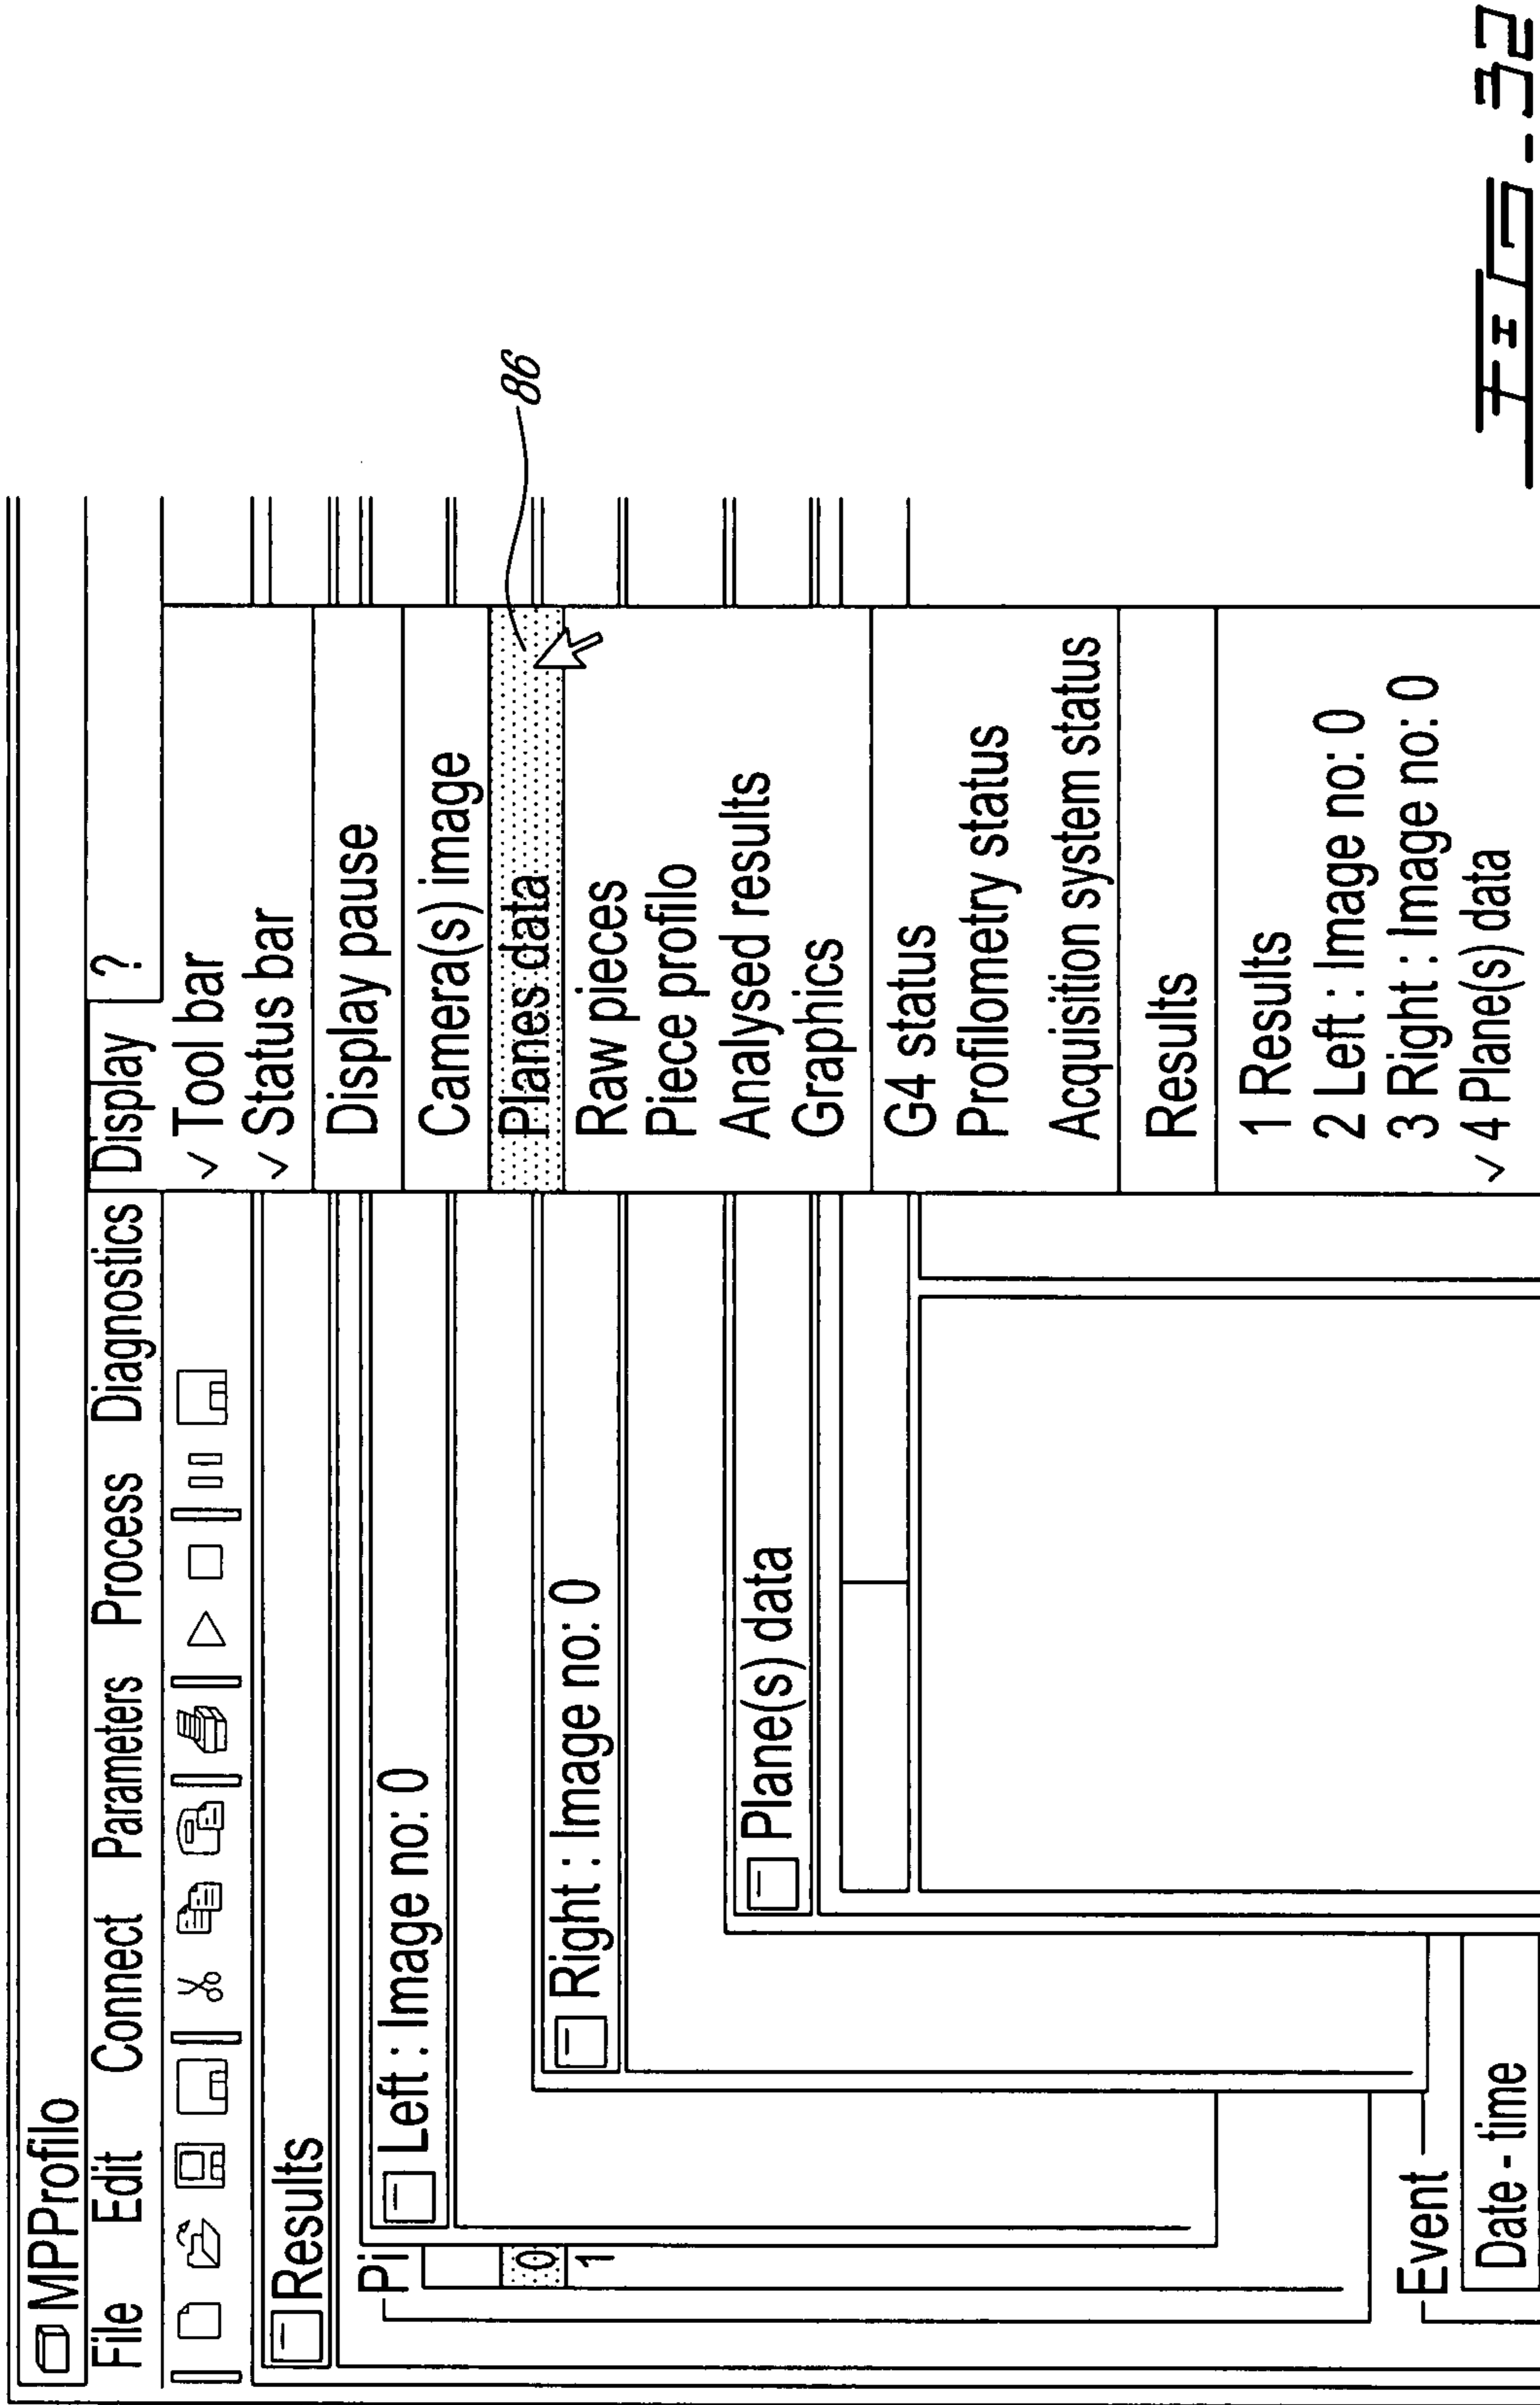 MPProfilo
File Edit Connect Parameters Process Diagnostics Display ?
✓ Tool bar
✓ Status bar
Display pause
Camera(s) image
Planes data
86
Raw pieces
Piece profilo
Analysed results
Graphics
G4 status
Profilometry status
Acquisition system status
Results
1 Results
2 Left : Image no: 0
3 Right : Image no: 0
✓ 4 Plane(s) data
Results
Left : Image no: 0
Pi
0
1
Right : Image no: 0
Plane(s) data
Event
Date - time
FIG-32